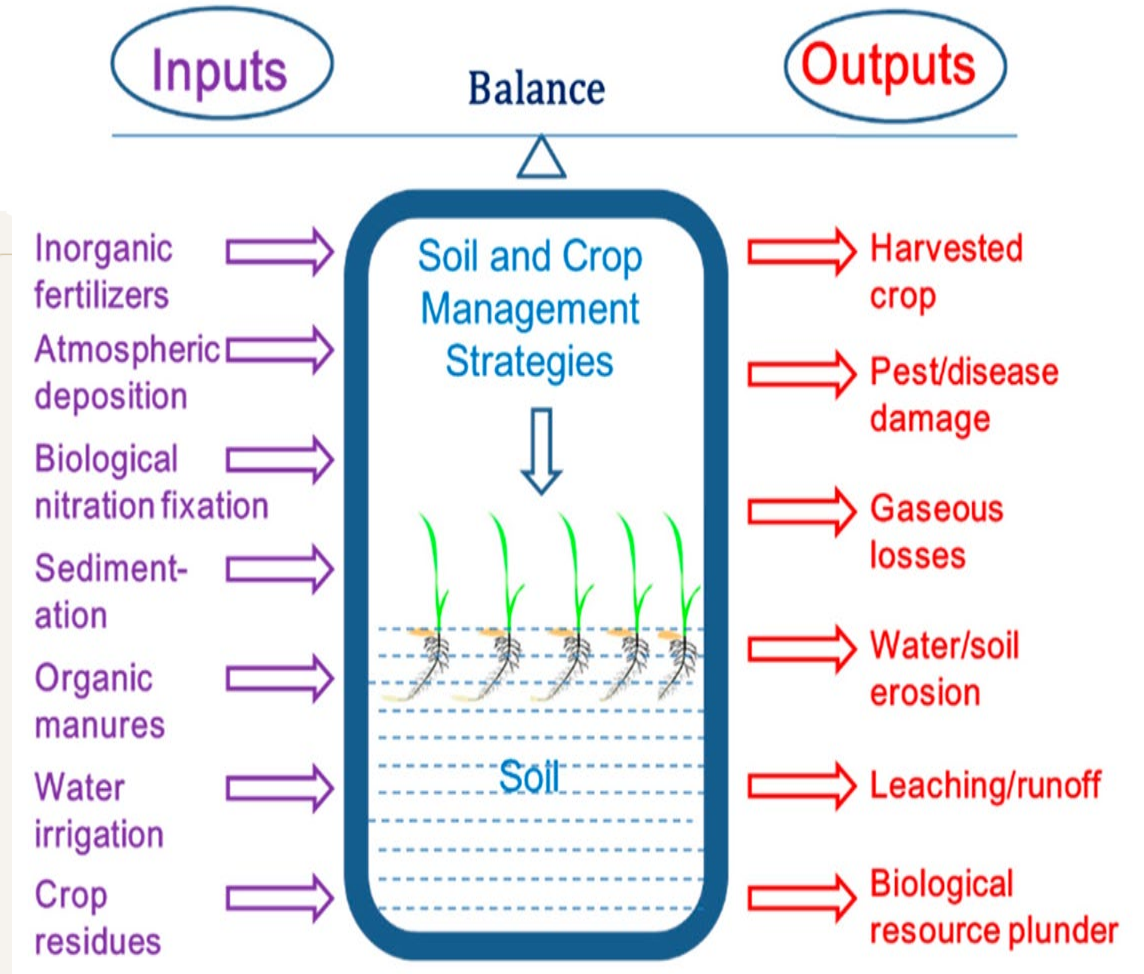 Inputs
Balance
Outputs
Inorganic
fertilizers
Atmospheric
deposition
Biological
nitration fixation
Sediment-
ation
Organic
manures
Water
irrigation
Crop
residues
Soil and Crop
Management
Strategies
Soil
Harvested
crop
Pest/disease
damage
Gaseous
losses
Water/soil
erosion
Leaching/runoff
Biological
resource plunder